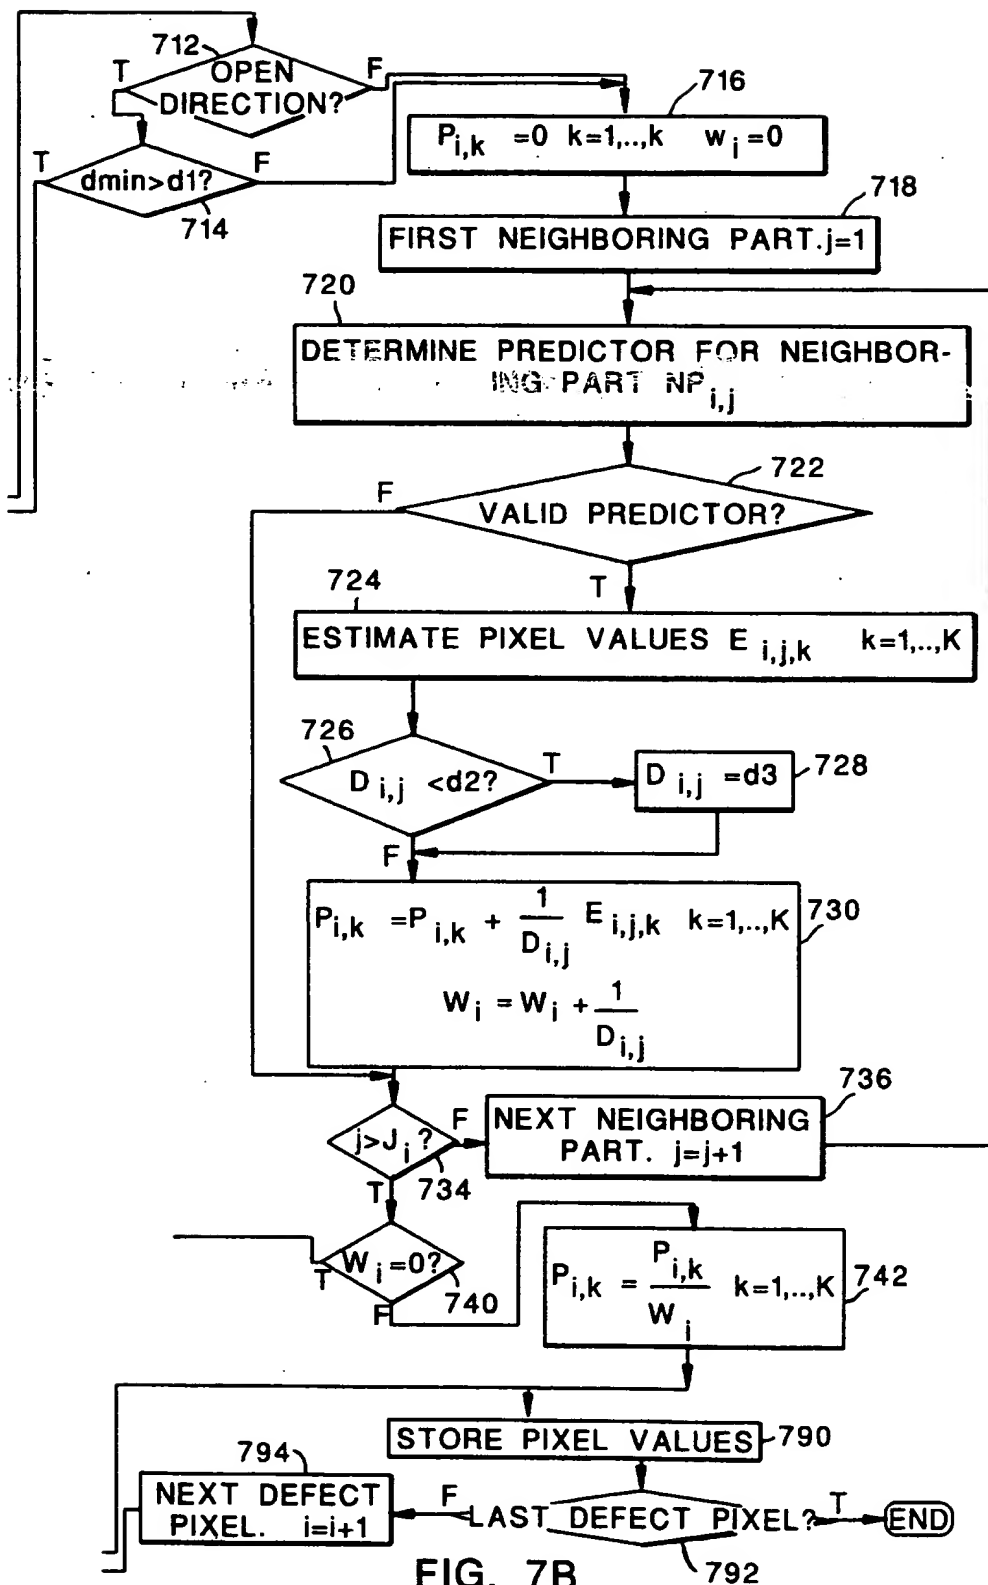 712
T
OPEN
DIRECTION?
F
716
P i,k =0 k=1,..,k w i =0
T
dmin>d1?
F
714
718
FIRST NEIGHBORING PART.j=1
720
DETERMINE PREDICTOR FOR NEIGHBOR-
ING PART NP i,j
722
F
VALID PREDICTOR?
T
724
ESTIMATE PIXEL VALUES E i,j,k k=1,..,K
726
D i,j <d2?
T
D i,j =d3
728
F
P i,k =P i,k + 1/D i,j E i,j,k k=1,..,K
730
W i = W i + 1/D i,j
736
j>J i ?
F
NEXT NEIGHBORING
PART. j=j+1
734
T
W i =0?
T
740
F
P i,k = P i,k / W i k=1,..,K
742
STORE PIXEL VALUES
790
794
NEXT DEFECT
PIXEL. i=i+1
F
LAST DEFECT PIXEL?
T
END
792
FIG. 7B